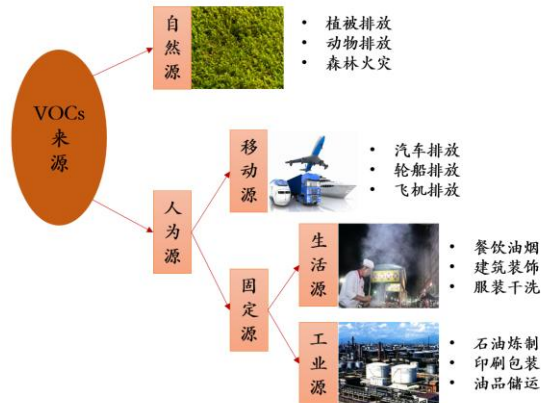 VOCs
来
源
自
然
源
植被排放
动物排放
森林火灾
人
为
源
移
动
源
汽车排放
轮船排放
飞机排放
固
定
源
生
活
源
餐饮油烟
建筑装饰
服装干洗
工
业
源
石油炼制
印刷包装
油品储运